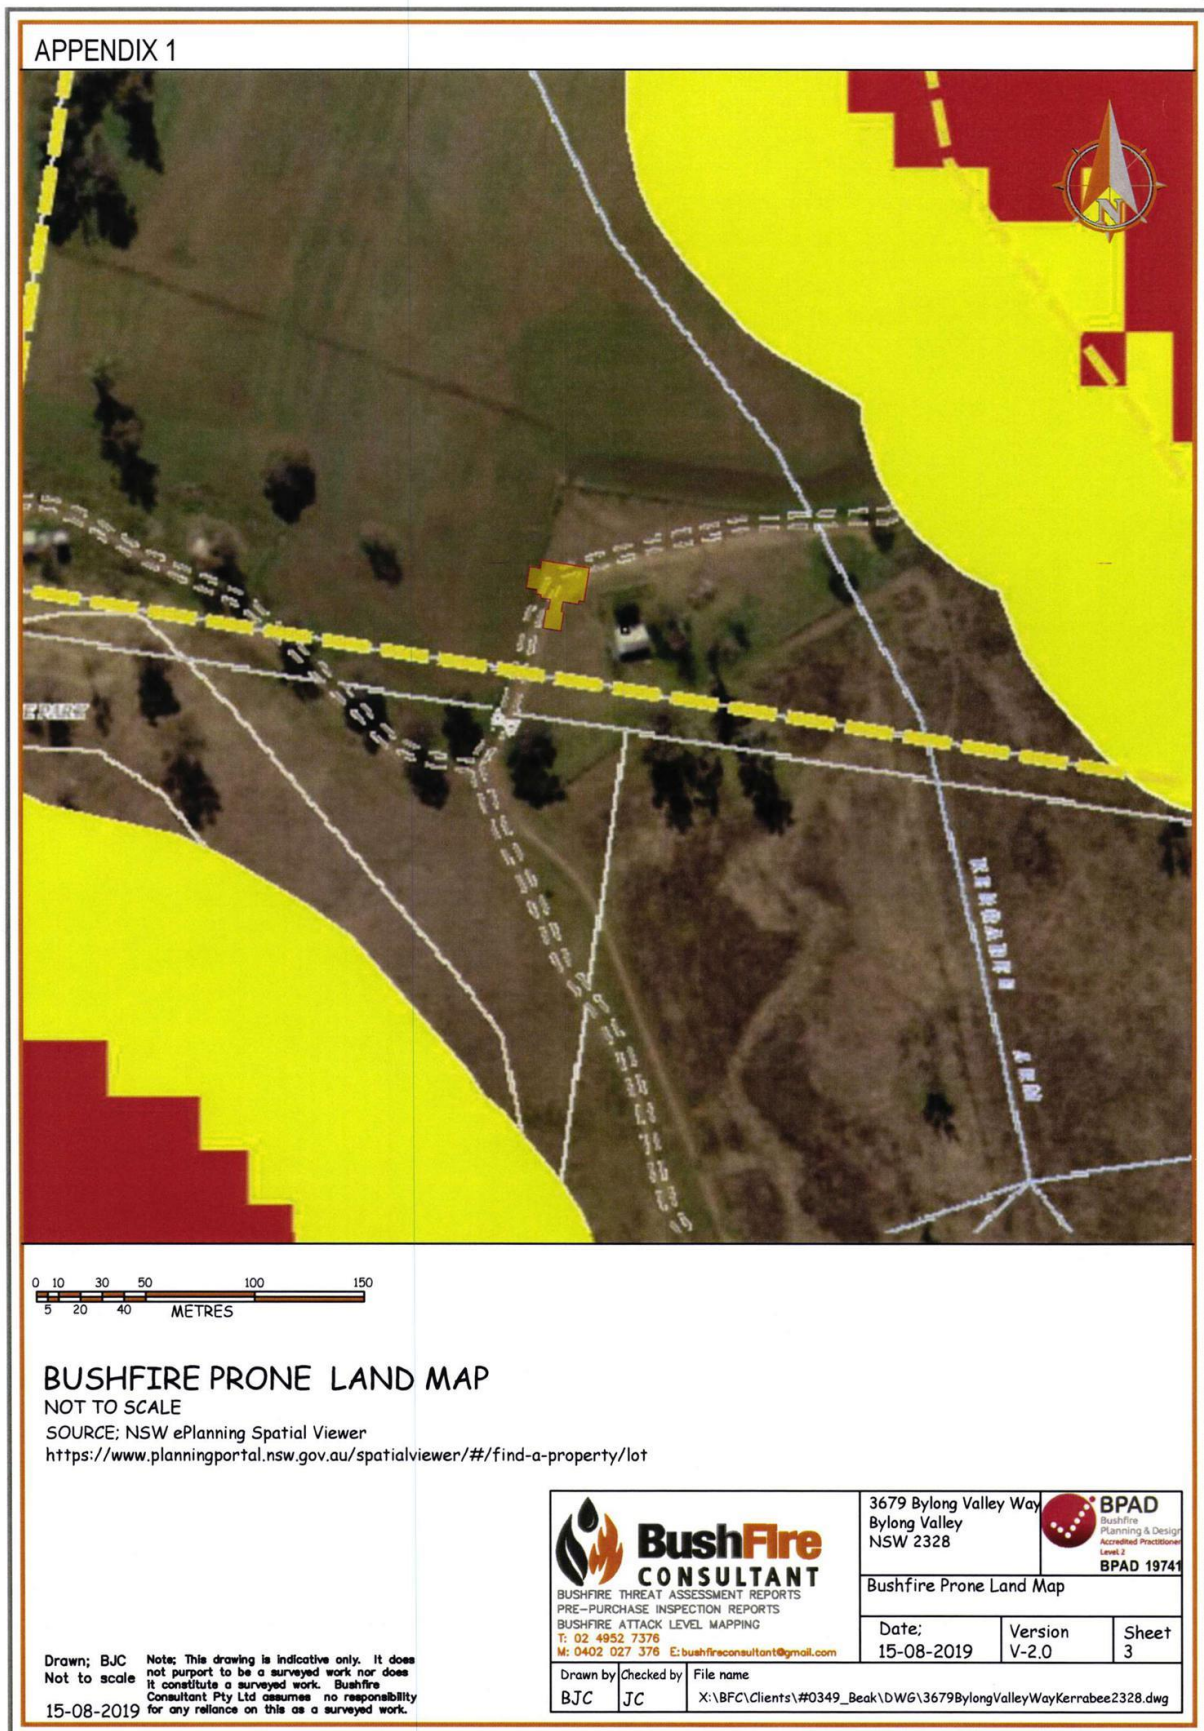 APPENDIX 1
N
E PARK
KERRABEE
LAW
0 10 30 50 100 150
5 20 40 METRES
BUSHFIRE PRONE LAND MAP
NOT TO SCALE
SOURCE; NSW ePlanning Spatial Viewer
https://www.planningportal.nsw.gov.au/spatialviewer/#/find-a-property/lot
BushFIre
CONSULTANT
BUSHFIRE THREAT ASSESSMENT REPORTS
PRE-PURCHASE INSPECTION REPORTS
BUSHFIRE ATTACK LEVEL MAPPING
T: 02 4952 7376
M: 0402 027 376 E:bushfireconsultant@gmail.com
3679 Bylong Valley Way
Bylong Valley
NSW 2328
BPAD
Bushfire
Planning & Design
Accredited Practitioner
Level 2
BPAD 19741
Bushfire Prone Land Map
Date;
15-08-2019
Version
V-2.0
Sheet
3
Drawn by
BJC
Checked by
JC
File name
X:\BFC\Clients\#0349_Beak\DWG\3679BylongValleyWayKerrabee2328.dwg
Drawn; BJC
Not to scale
15-08-2019
Note; This drawing is indicative only. It does
not purport to be a surveyed work nor does
it constitute a surveyed work. Bushfire
Consultant Pty Ltd assumes no responsibility
for any reliance on this as a surveyed work.